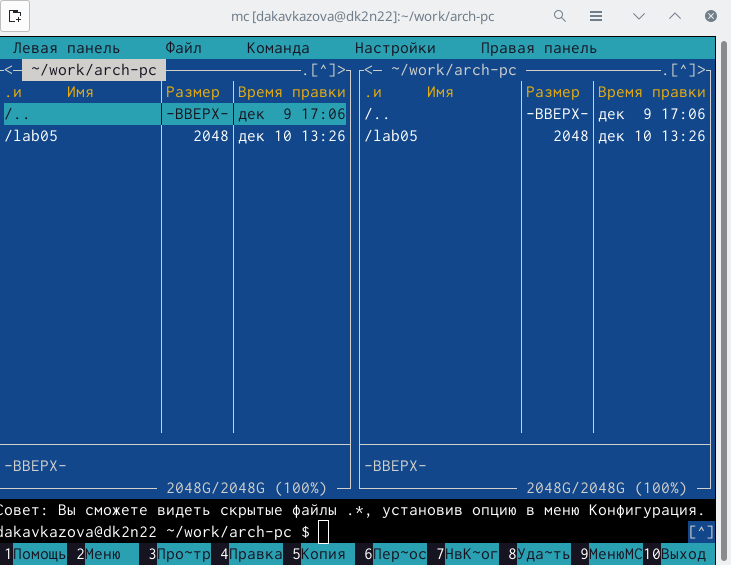 mc [dakavkazova@dk2n22]:~/work/arch-pc
Левая панель Файл Команда Настройки Правая панель
<─ ~/work/arch-pc .[^]> <─ ~/work/arch-pc .[^]>
.и Имя Размер Время правки .и Имя Размер Время правки
/.. -ВВЕРХ- дек 9 17:06 /.. -ВВЕРХ- дек 9 17:06
/lab05 2048 дек 10 13:26 /lab05 2048 дек 10 13:26
-ВВЕРХ- -ВВЕРХ-
2048G/2048G (100%) 2048G/2048G (100%)
Совет: Вы сможете видеть скрытые файлы .*, установив опцию в меню Конфигурация.
dakavkazova@dk2n22 ~/work/arch-pc $ [^]
1Помощь 2Меню 3Про~тр 4Правка 5Копия 6Пер~ос 7НвК~ог 8Уда~ть 9МенюМС 10Выход